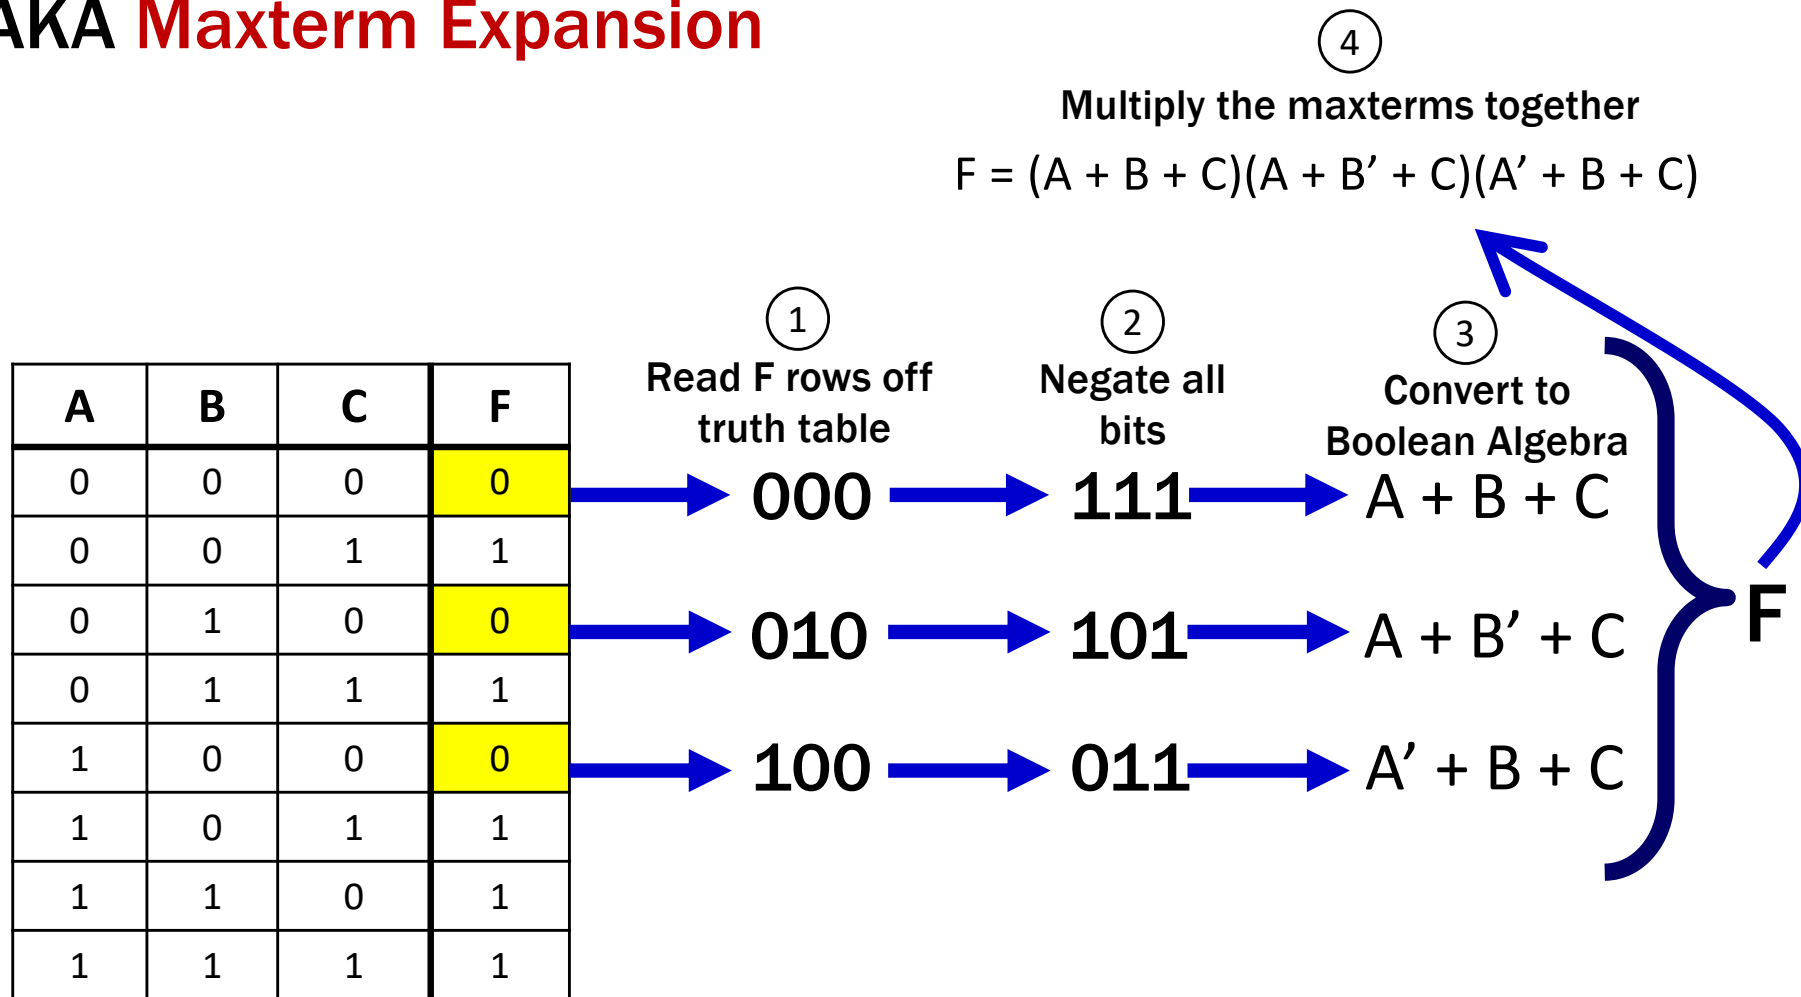 AKA Maxterm Expansion
4
Multiply the maxterms together
F = (A + B + C)(A + B’ + C)(A’ + B + C)
1
Read F rows off
truth table
2
Negate all
bits
3
Convert to
Boolean Algebra
A B C F
0 0 0 0
000 111 A + B + C
0 0 1 1
0 1 0 0
010 101 A + B’ + C
0 1 1 1
1 0 0 0
100 011 A’ + B + C
1 0 1 1
1 1 0 1
1 1 1 1
F